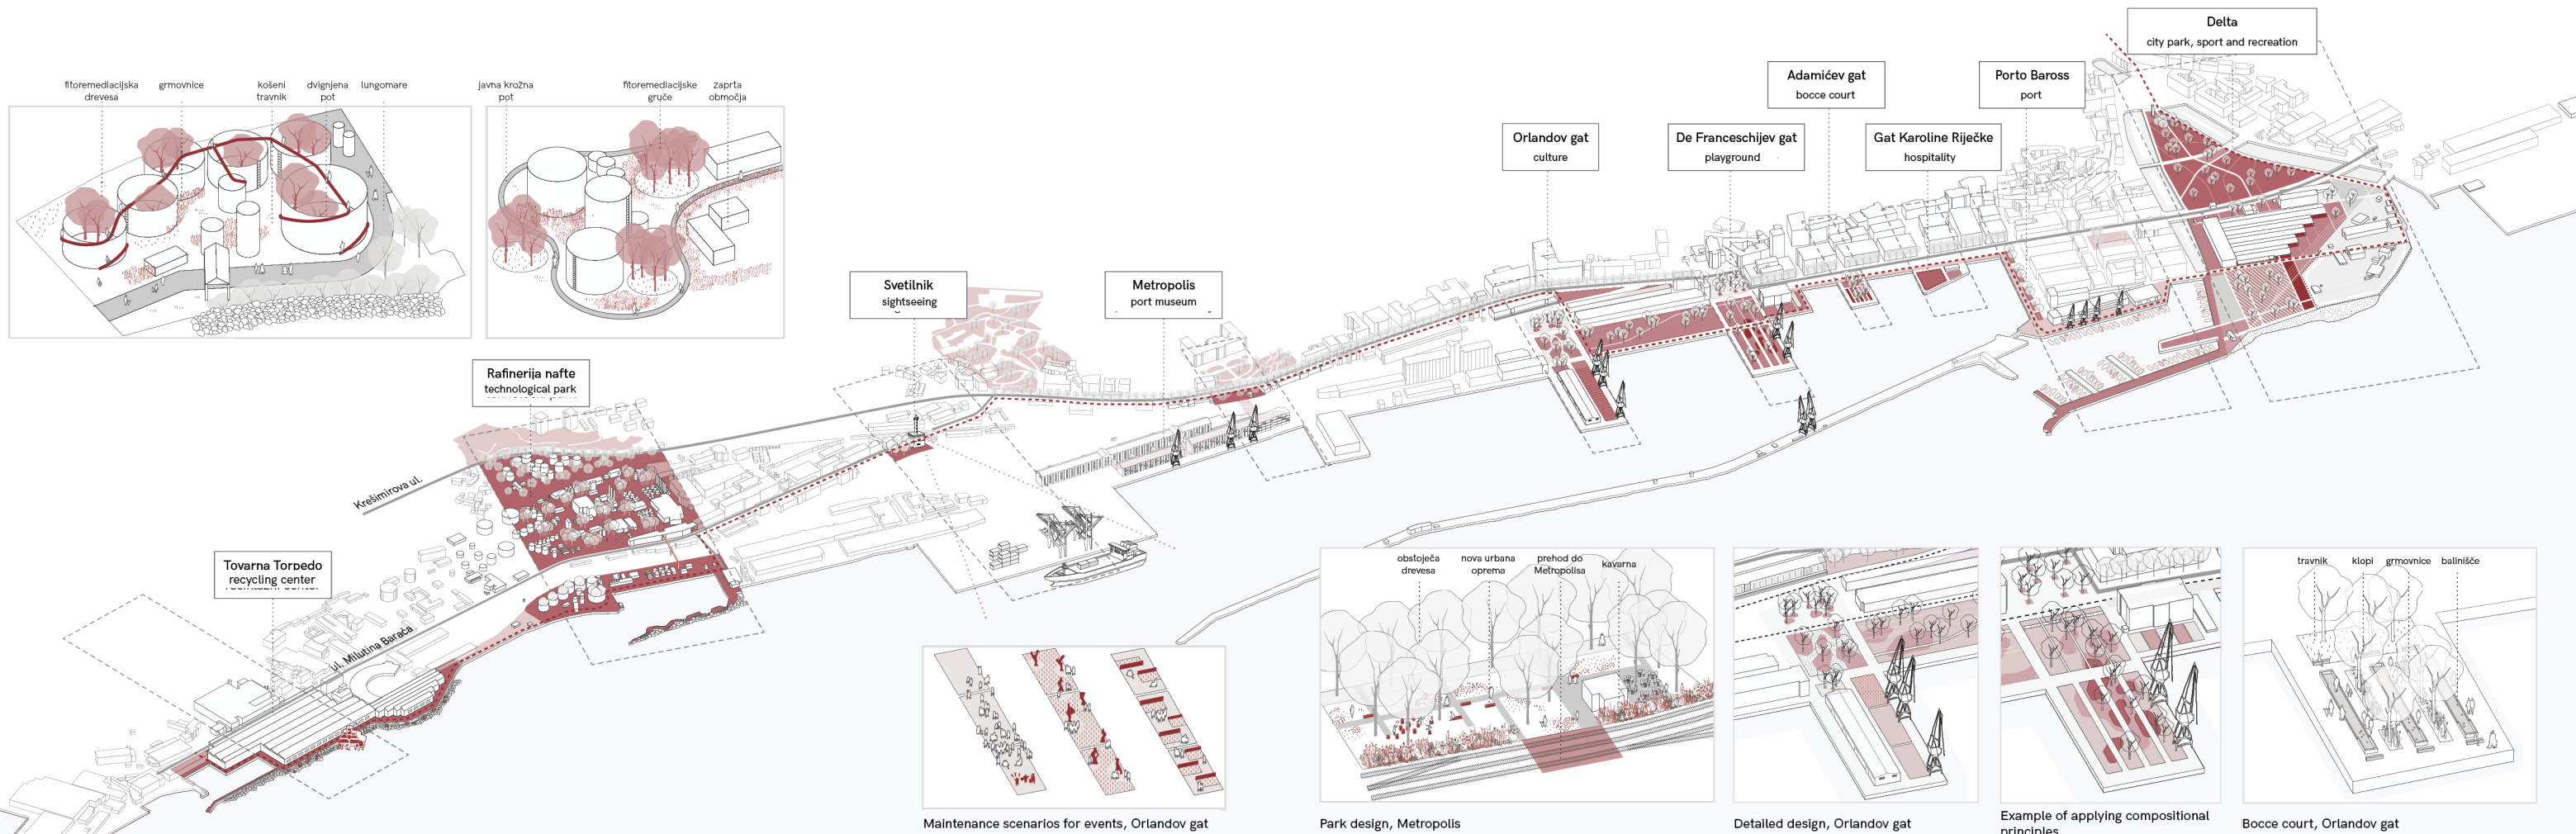 Delta
city park, sport and recreation
Adamićev gat
bocce court
Porto Baross
port
fitoremediacijska
drevesa
grmovnice
košeni
travnik
dvignjena
pot
lungomare
javna krožna
pot
fitoremediacijske
gruče
zaprta
območja
Orlandov gat
culture
De Franceschijev gat
playground
Gat Karoline Riječke
hospitality
Svetilnik
sightseeing
Metropolis
port museum
Rafinerija nafte
technological park
Krešimirova ul.
Tovarna Torpedo
recycling center
ul. Milutina Barača
obstoječa
drevesa
nova urbana
oprema
prehod do
Metropolisa
kavarna
travnik
klopi
grmovnice
balinišče
Maintenance scenarios for events, Orlandov gat
Park design, Metropolis
Detailed design, Orlandov gat
Example of applying compositional
principles
Bocce court, Orlandov gat